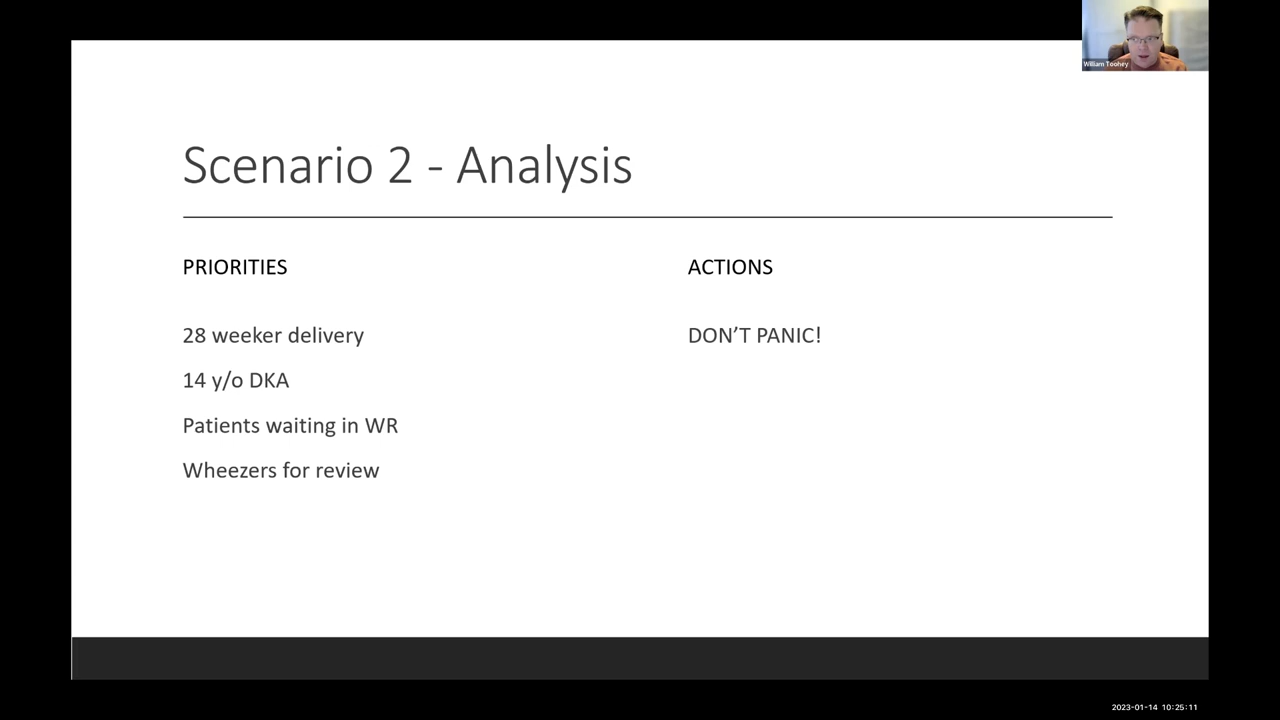 William Toohey
Scenario 2 - Analysis
PRIORITIES
28 weeker delivery
14 y/o DKA
Patients waiting in WR
Wheezers for review
ACTIONS
DON’T PANIC!
2023-01-14 10:25:11